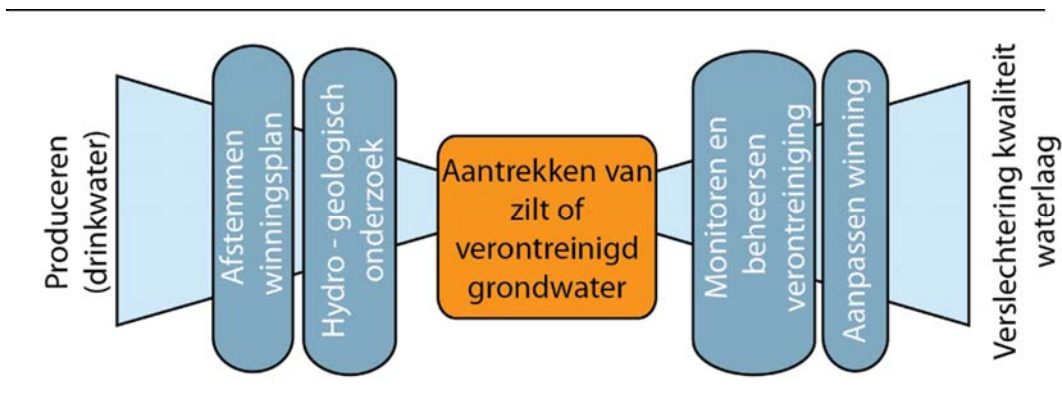 Produceren
(drinkwater)
Afstemmen
winningsplan
Hydro - geologisch
onderzoek
Aantrekken van
zilt of
verontreinigd
grondwater
Monitoren en
beheersen
verontreiniging
Aanpassen winning
Verslechtering kwaliteit
waterlaag